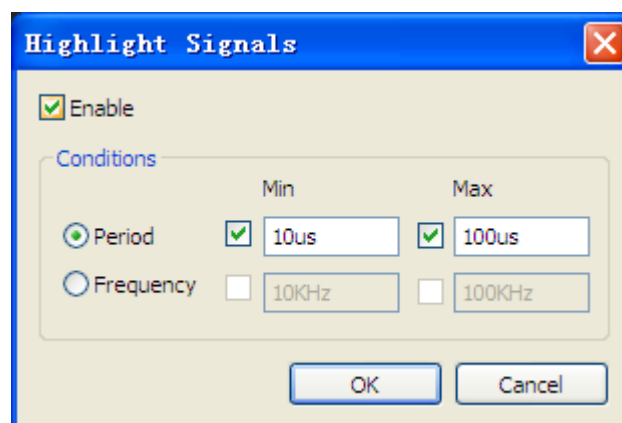 Highlight Signals
Enable
Conditions
Min Max
Period 10us 100us
Frequency 10KHz 100KHz
OK Cancel